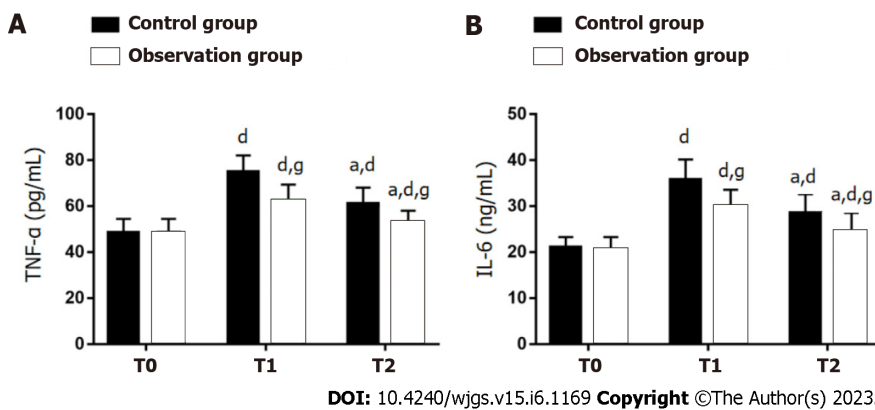 A
Control group
Observation group
TNF-α (pg/mL)
100
80
60
40
20
0
d
d,g
a,d
a,d,g
T0 T1 T2
B
Control group
Observation group
IL-6 (ng/mL)
50
40
30
20
10
0
d
d,g
a,d
a,d,g
T0 T1 T2
DOI: 10.4240/wjgs.v15.i6.1169 Copyright ©The Author(s) 2023.